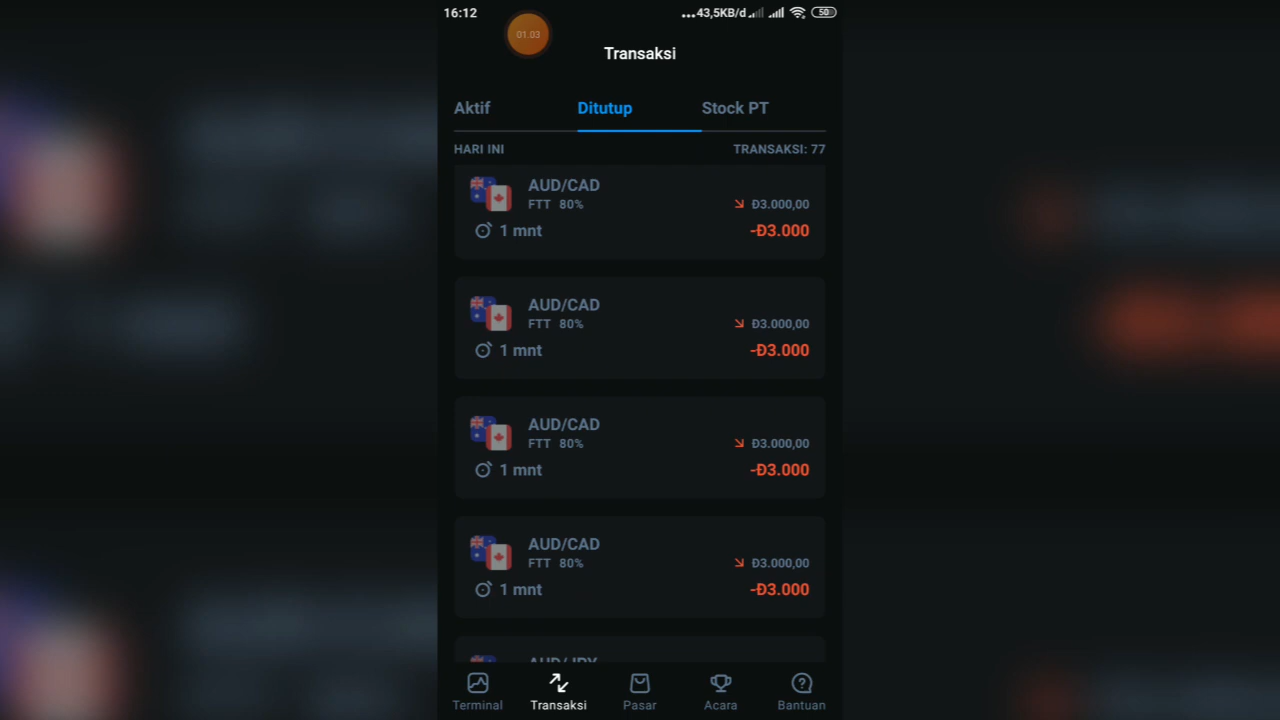 16:12
...43,5KB/d
50
01.03
Transaksi
Aktif
Ditutup
Stock PT
HARI INI
TRANSAKSI: 77
AUD/CAD
FTT 80%
Đ3.000,00
1 mnt
-Đ3.000
AUD/CAD
FTT 80%
Đ3.000,00
1 mnt
-Đ3.000
AUD/CAD
FTT 80%
Đ3.000,00
1 mnt
-Đ3.000
AUD/CAD
FTT 80%
Đ3.000,00
1 mnt
-Đ3.000
AUD/JPY
Terminal
Transaksi
Pasar
Acara
Bantuan